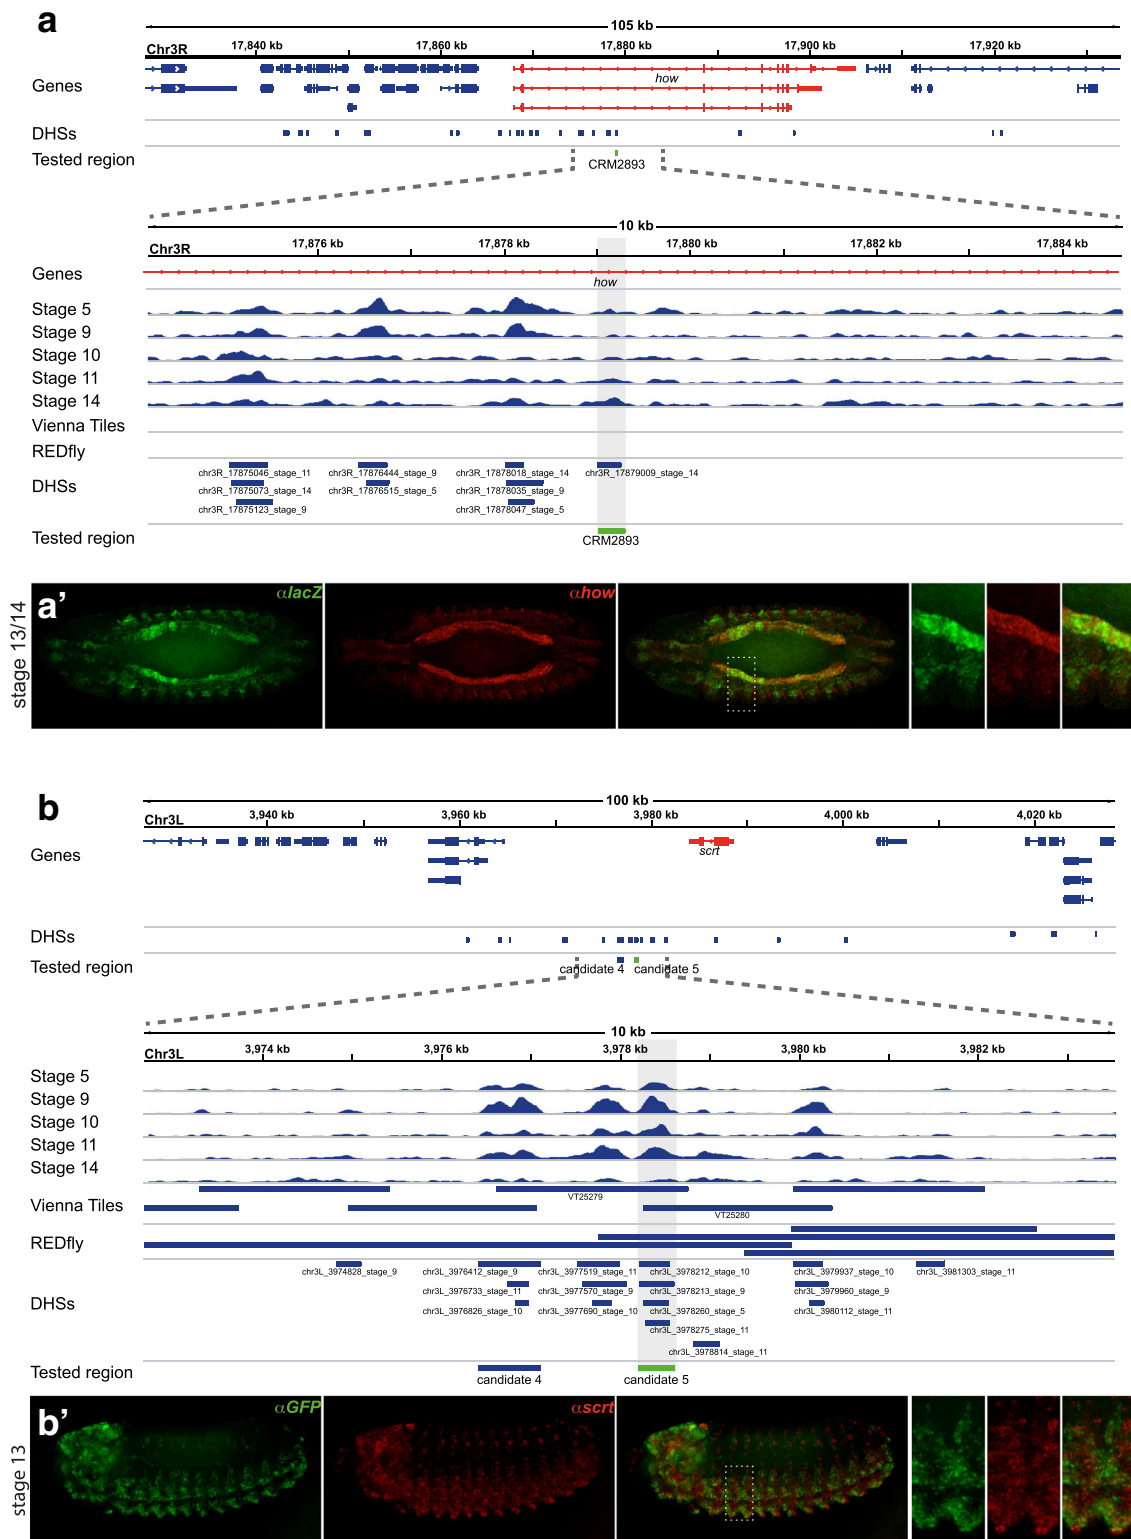 a
105 kb
Chr3R
17,840 kb 17,860 kb 17,880 kb 17,900 kb 17,920 kb
Genes
how
DHSs
Tested region
CRM2893
10 kb
Chr3R
17,876 kb 17,878 kb 17,880 kb 17,882 kb 17,884 kb
Genes
how
Stage 5
Stage 9
Stage 10
Stage 11
Stage 14
Vienna Tiles
REDfly
DHSs
chr3R_17875046_stage_11 chr3R_17876444_stage_9 chr3R_17878018_stage_14 chr3R_17879009_stage_14
chr3R_17875073_stage_14 chr3R_17876515_stage_5 chr3R_17878035_stage_9
chr3R_17875123_stage_9 chr3R_17878047_stage_5
Tested region
CRM2893
a’
stage 13/14
αlacZ
αhow
b
100 kb
Chr3L
3,940 kb 3,960 kb 3,980 kb 4,000 kb 4,020 kb
Genes
scrt
DHSs
Tested region
candidate 4 candidate 5
10 kb
Chr3L
3,974 kb 3,976 kb 3,978 kb 3,980 kb 3,982 kb
Stage 5
Stage 9
Stage 10
Stage 11
Stage 14
Vienna Tiles
VT25279
VT25280
REDfly
DHSs
chr3L_3974828_stage_9 chr3L_3976412_stage_9 chr3L_3977519_stage_11 chr3L_3978212_stage_10 chr3L_3979937_stage_10 chr3L_3981303_stage_11
chr3L_3976733_stage_11 chr3L_3977570_stage_9 chr3L_3978213_stage_9 chr3L_3979960_stage_9
chr3L_3976826_stage_10 chr3L_3977690_stage_10 chr3L_3978260_stage_5 chr3L_3980112_stage_11
chr3L_3978275_stage_11
chr3L_3978814_stage_11
Tested region
candidate 4 candidate 5
b’
stage 13
αGFP
αscrt